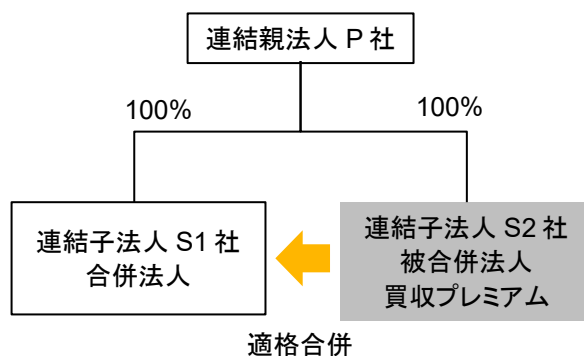 連結親法人 P 社
100%
100%
連結子法人 S1 社
合併法人
連結子法人 S2 社
被合併法人
買収プレミアム
適格合併